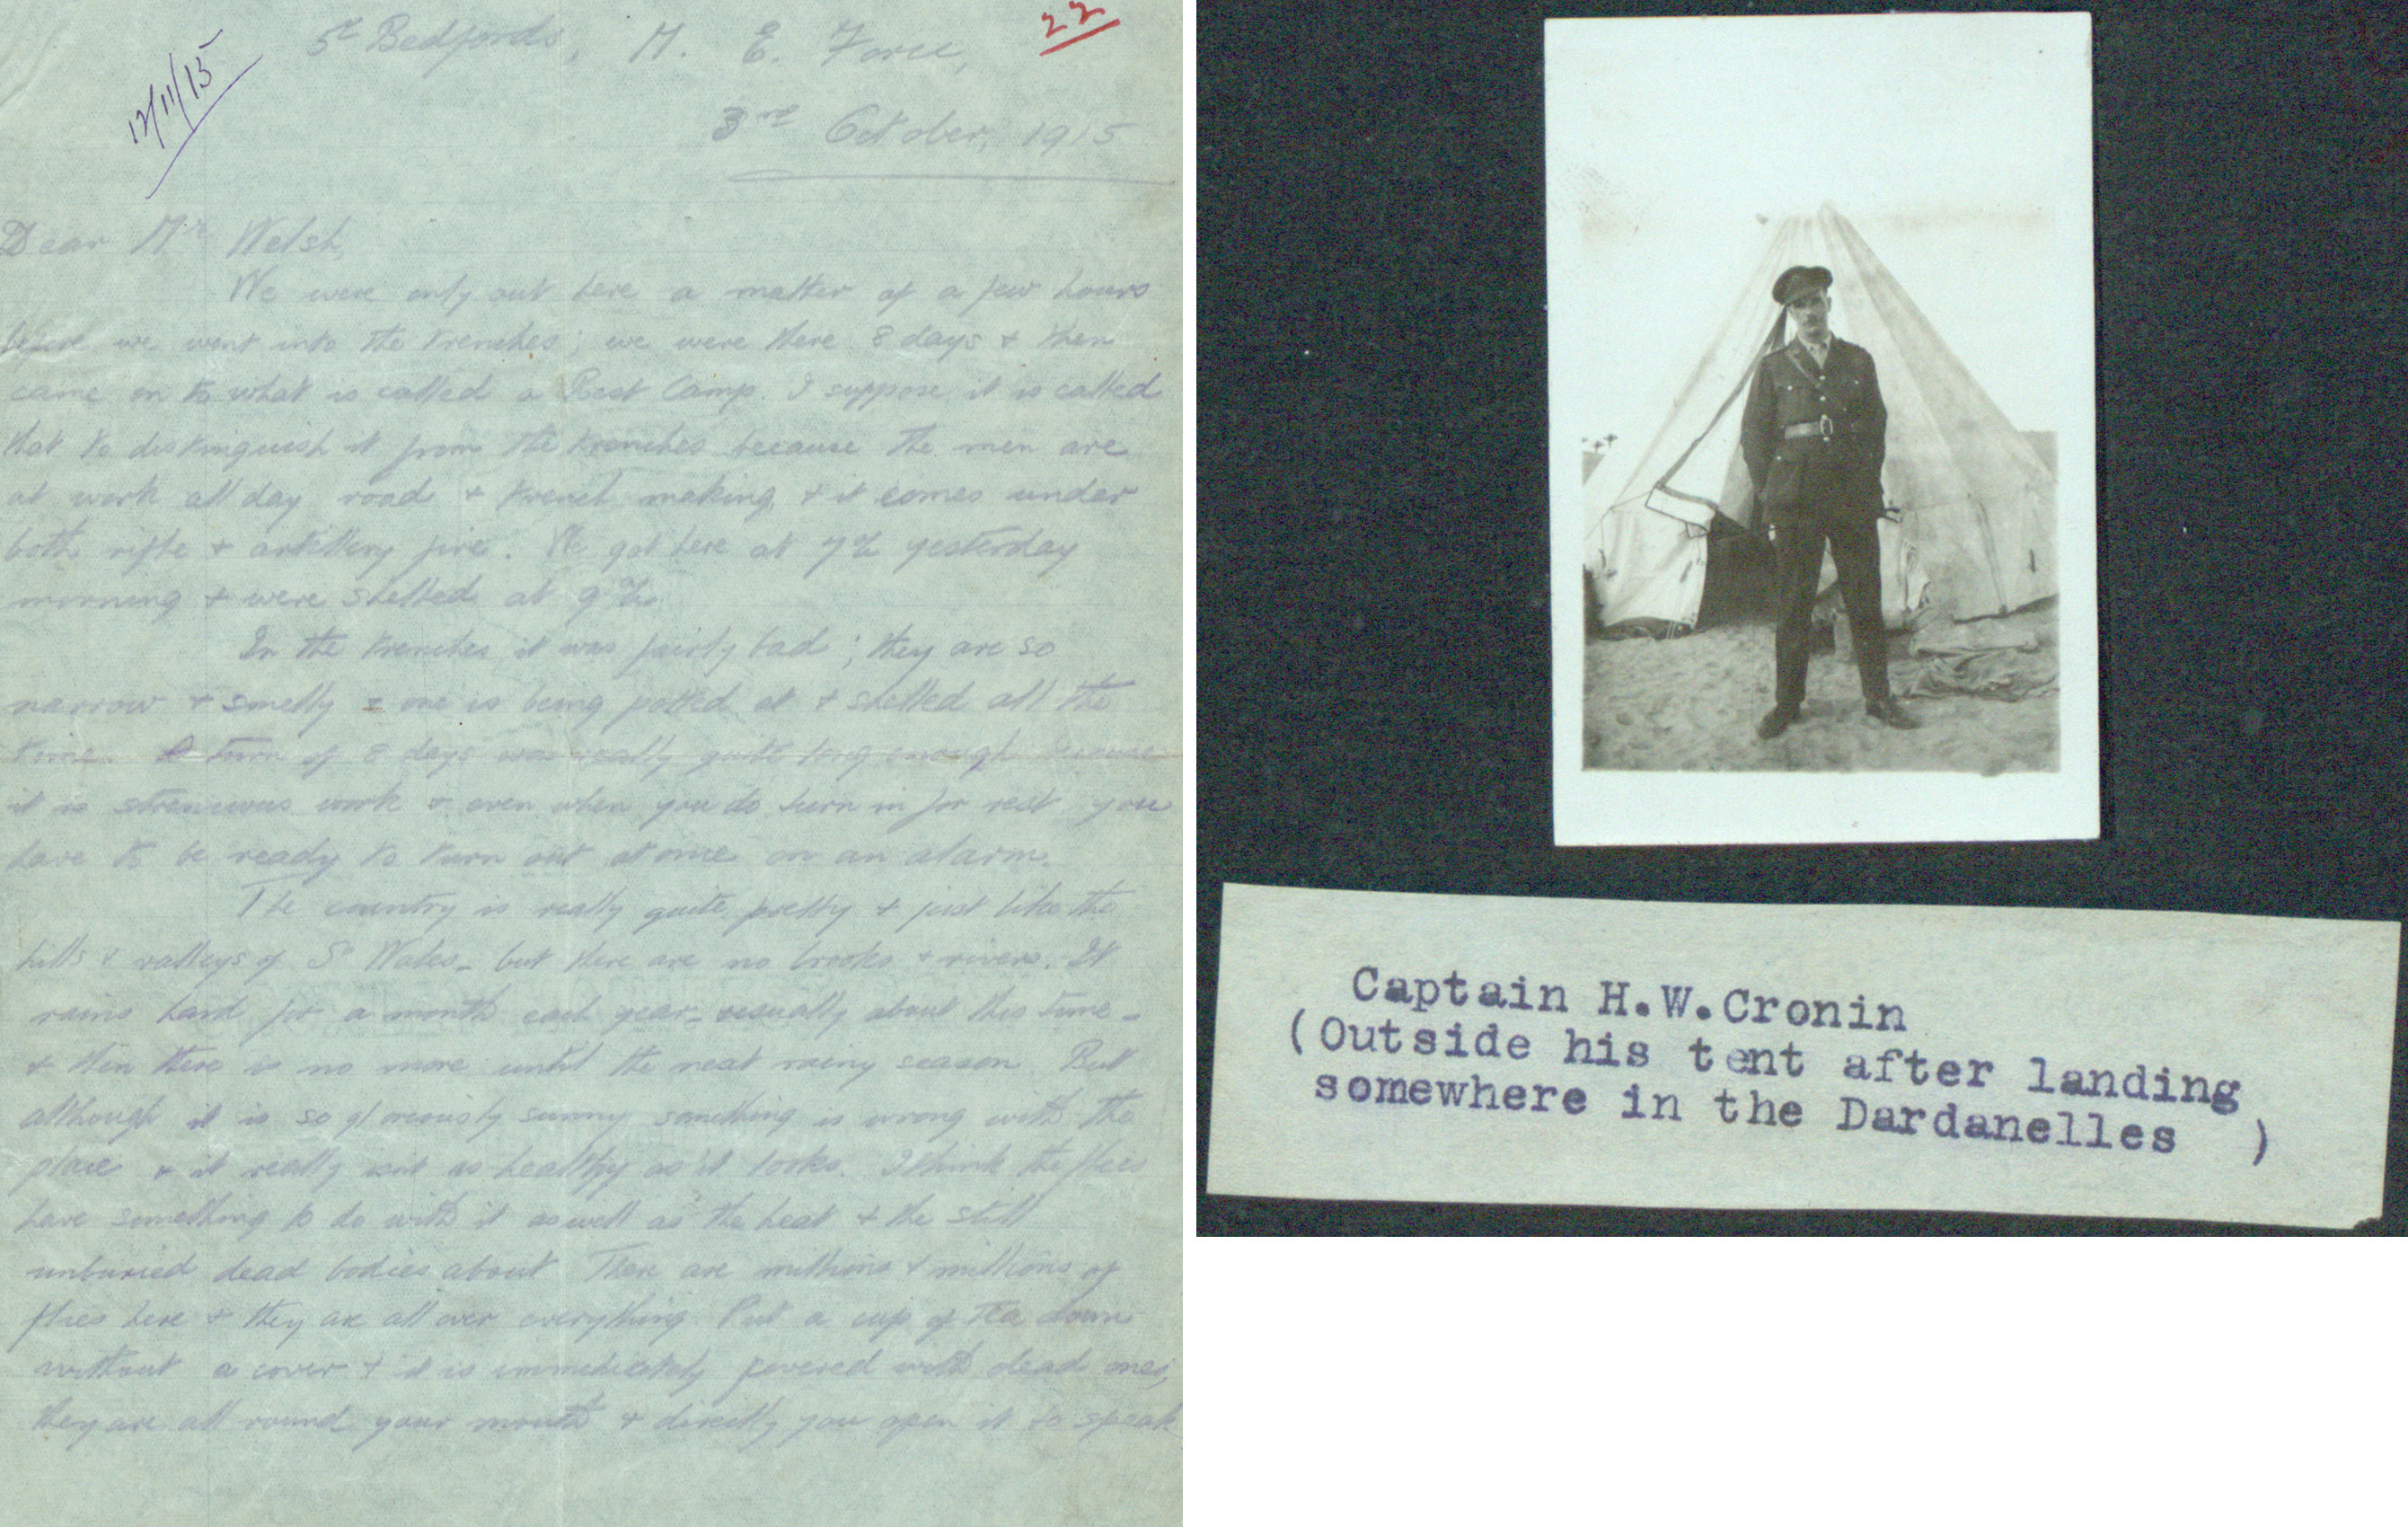 22
12/11/15
5th Bedfords, M. E. Force,
3rd October, 1915
Dear Mr Welsh,
We were only out here a matter of a few hours
before we went into the trenches; we were there 8 days + then
came on to what is called a Rest Camp. I suppose it is called
that to distinguish it from the trenches because the men are
at work all day road + trench making, + it comes under
both rifle + artillery fire. We got here at 7 yesterday
morning + were shelled at 9
In the trenches it was fairly bad; they are so
narrow + smelly + one is being potted at + shelled all the
time. A turn of 8 days was really quite long enough because
it is strenuous work + even when you do turn in for rest you
have to be ready to turn out at once on an alarm.
The country is really quite pretty + just like the
hills + valleys of So Wales - but there are no brooks + rivers. It
rains hard for a month each year - usually about this time -
+ then there is no more until the next rainy season. But
although it is so gloriously sunny something is wrong with the
place + it really isnt as healthy as it looks. I think the flies
have something to do with it as well as the heat + the still
unburied dead bodies about. There are millions + millions of
flies here + they are all over everything. Put a cup of tea down
without a cover + it is immediately covered with dead ones;
they are all round your mouth + directly you open it to speak
Captain H.W.Cronin
(Outside his tent after landing
somewhere in the Dardanelles )